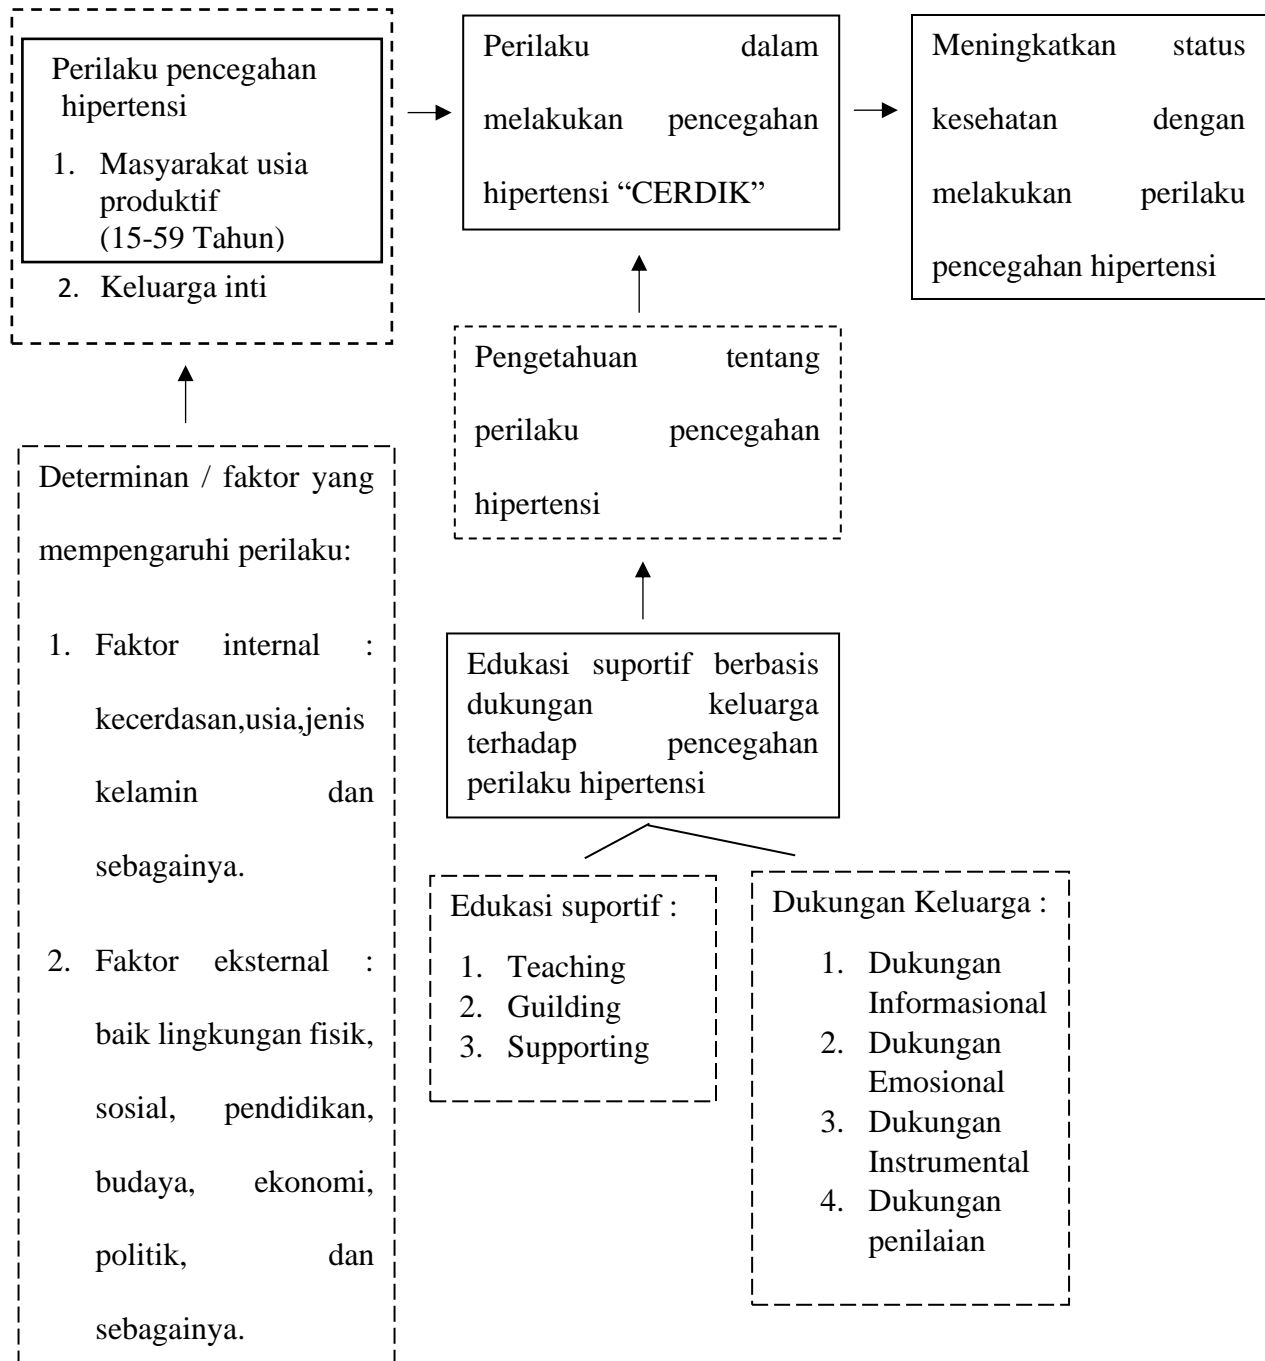 Perilaku pencegahan
hipertensi
1. Masyarakat usia
produktif
(15-59 Tahun)
2. Keluarga inti
Perilaku dalam
melakukan pencegahan
hipertensi “CERDIK”
Meningkatkan status
kesehatan dengan
melakukan perilaku
pencegahan hipertensi
Pengetahuan tentang
perilaku pencegahan
hipertensi
Determinan / faktor yang
mempengaruhi perilaku:
1. Faktor internal :
kecerdasan,usia,jenis
kelamin dan
sebagainya.
2. Faktor eksternal :
baik lingkungan fisik,
sosial, pendidikan,
budaya, ekonomi,
politik, dan
sebagainya.
Edukasi suportif berbasis
dukungan keluarga
terhadap pencegahan
perilaku hipertensi
Edukasi suportif :
1. Teaching
2. Guilding
3. Supporting
Dukungan Keluarga :
1. Dukungan
Informasional
2. Dukungan
Emosional
3. Dukungan
Instrumental
4. Dukungan
penilaian